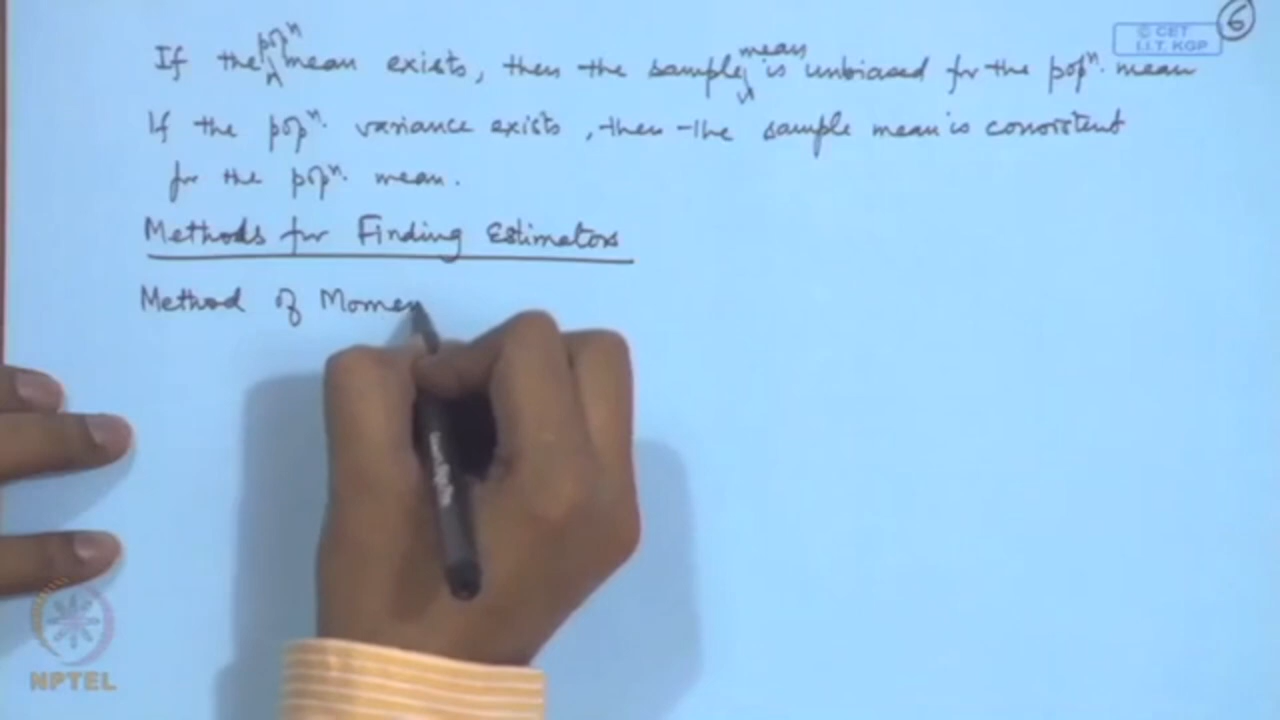 If the popn mean exists, then the sample mean is unbiased for the popn. mean
If the popn. variance exists, then the sample mean is consistent
for the popn. mean.
Methods for Finding Estimators
Method of Momen
© CET
I.I.T. KGP
6
NPTEL